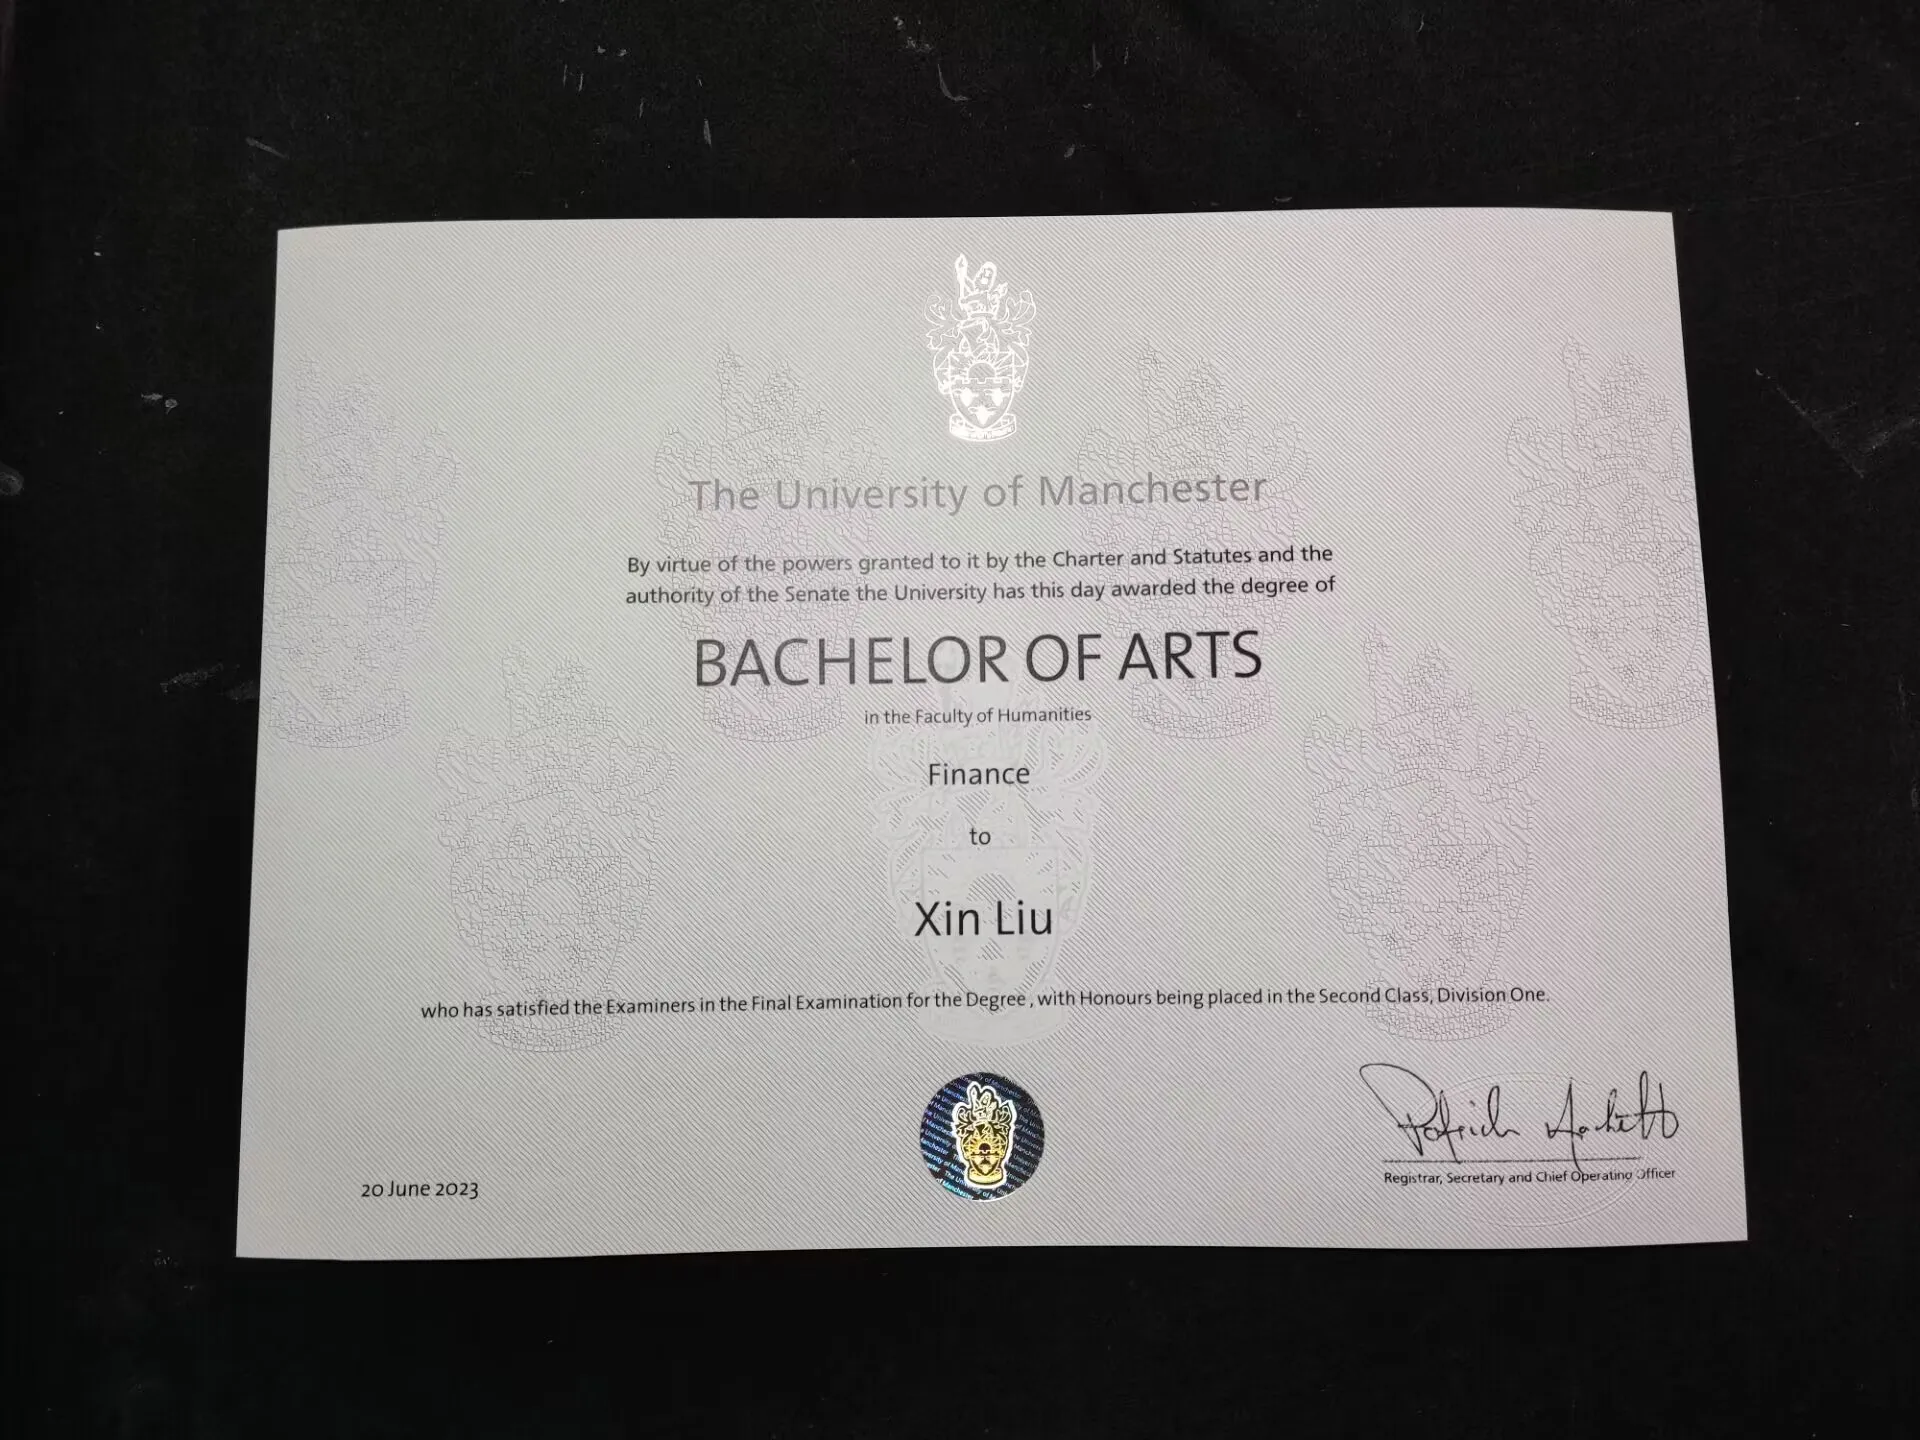 The University of Manchester
By virtue of the powers granted to it by the Charter and Statutes and the
authority of the Senate the University has this day awarded the degree of
BACHELOR OF ARTS
in the Faculty of Humanities
Finance
to
Xin Liu
who has satisfied the Examiners in the Final Examination for the Degree , with Honours being placed in the Second Class, Division One.
20 June 2023
Patrick Hackett
Registrar, Secretary and Chief Operating Officer